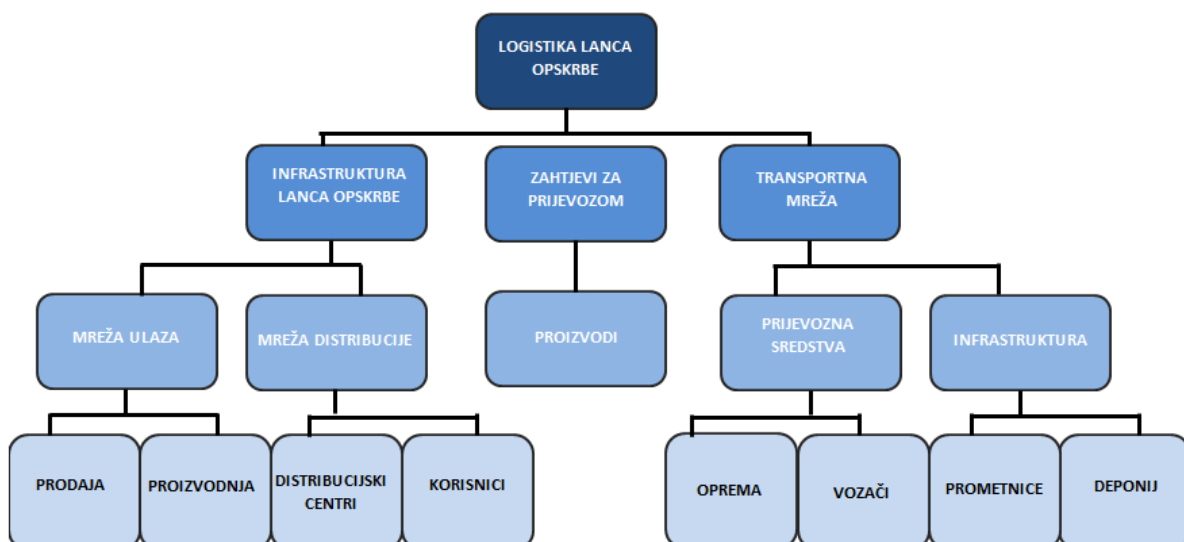 LOGISTIKA LANCA
OPSKRBE
INFRASTRUKTURA
LANCA OPSKRBE
ZAHTJEVI ZA
PRIJEVOZOM
TRANSPORTNA
MREŽA
MREŽA ULAZA
MREŽA DISTRIBUCIJE
PROIZVODI
PRIJEVOZNA
SREDSTVA
INFRASTRUKTURA
PRODAJA
PROIZVODNJA
DISTRIBUCIJSKI
CENTRI
KORISNICI
OPREMA
VOZAČI
PROMETNICE
DEPONIJ